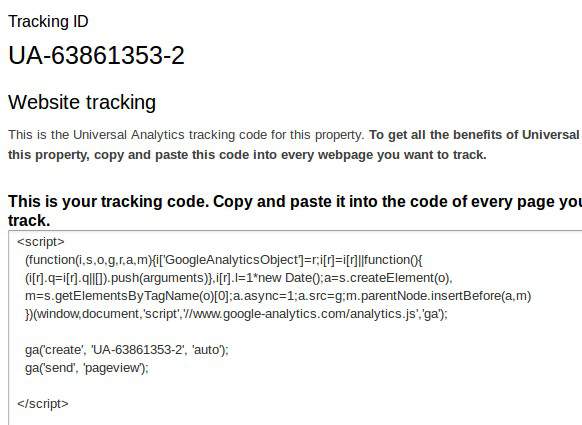 Tracking ID
UA-63861353-2
Website tracking
This is the Universal Analytics tracking code for this property. To get all the benefits of Universal
this property, copy and paste this code into every webpage you want to track.
This is your tracking code. Copy and paste it into the code of every page you
track.
<script>
(function(i,s,o,g,r,a,m){i['GoogleAnalyticsObject']=r;i[r]=i[r]||function(){
(i[r].q=i[r].q||[]).push(arguments)},i[r].l=1*new Date();a=s.createElement(o),
m=s.getElementsByTagName(o)[0];a.async=1;a.src=g;m.parentNode.insertBefore(a,m)
})(window,document,'script','//www.google-analytics.com/analytics.js','ga');
ga('create', 'UA-63861353-2', 'auto');
ga('send', 'pageview');
</script>